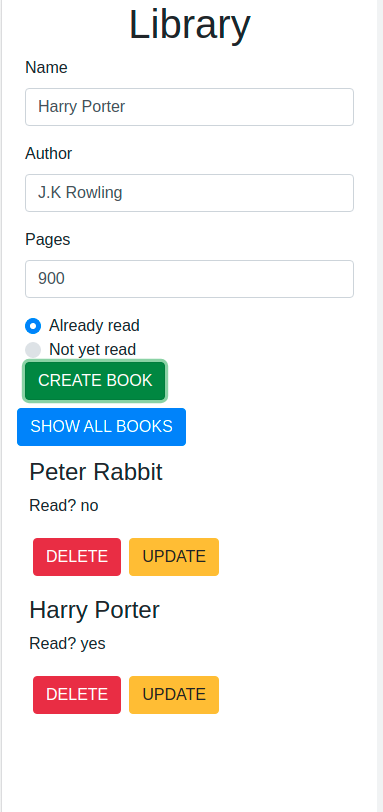 Library
Name
Harry Porter
Author
J.K Rowling
Pages
900
Already read
Not yet read
CREATE BOOK
SHOW ALL BOOKS
Peter Rabbit
Read? no
DELETE UPDATE
Harry Porter
Read? yes
DELETE UPDATE